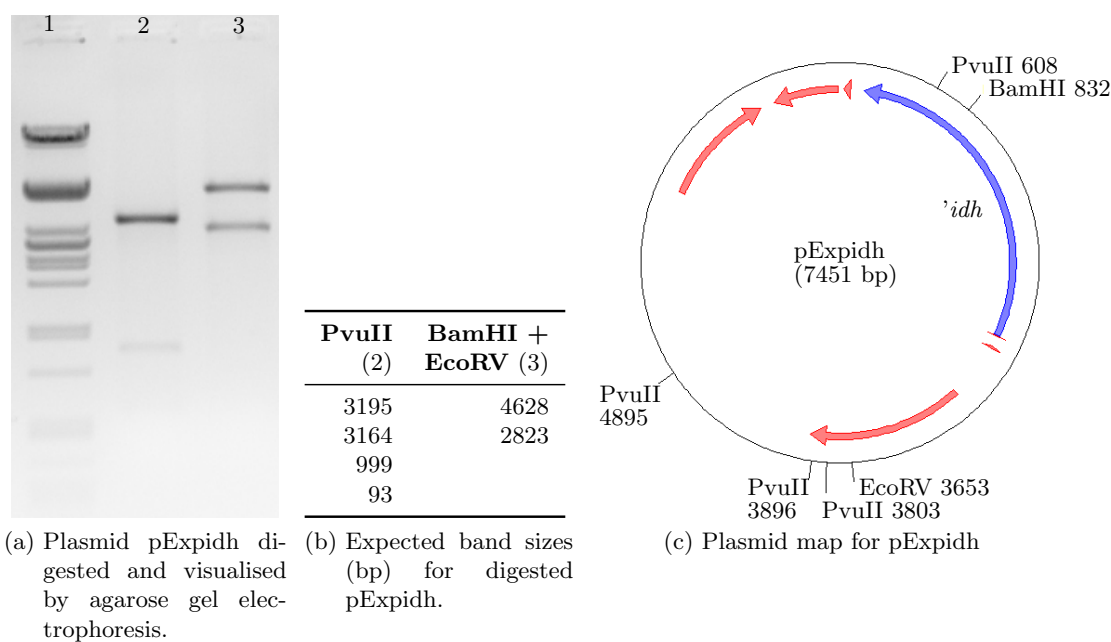 1 2 3
PvuII BamHI +
(2) EcoRV (3)
3195 4628
3164 2823
999
93
PvuII 608
BamHI 832
’idh
pExpidh
(7451 bp)
PvuII
4895
PvuII
3896
EcoRV 3653
PvuII 3803
(a) Plasmid pExpidh di-
gested and visualised
by agarose gel elec-
trophoresis.
(b) Expected band sizes
(bp) for digested
pExpidh.
(c) Plasmid map for pExpidh